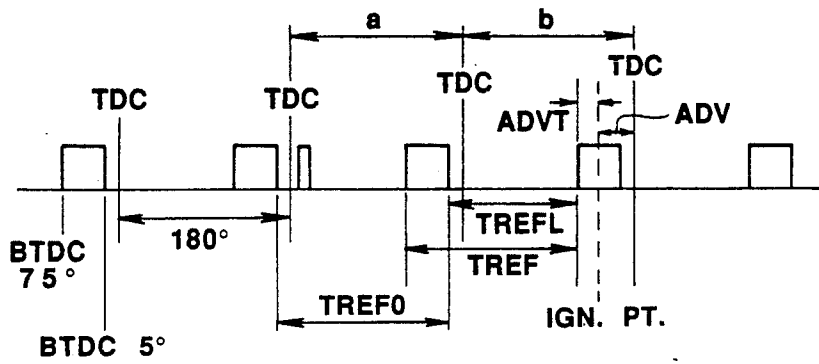 a
b
TDC
TDC
TDC
TDC
ADVT
ADV
180°
TREFL
TREF
TREF0
BTDC
75°
BTDC 5°
IGN. PT.